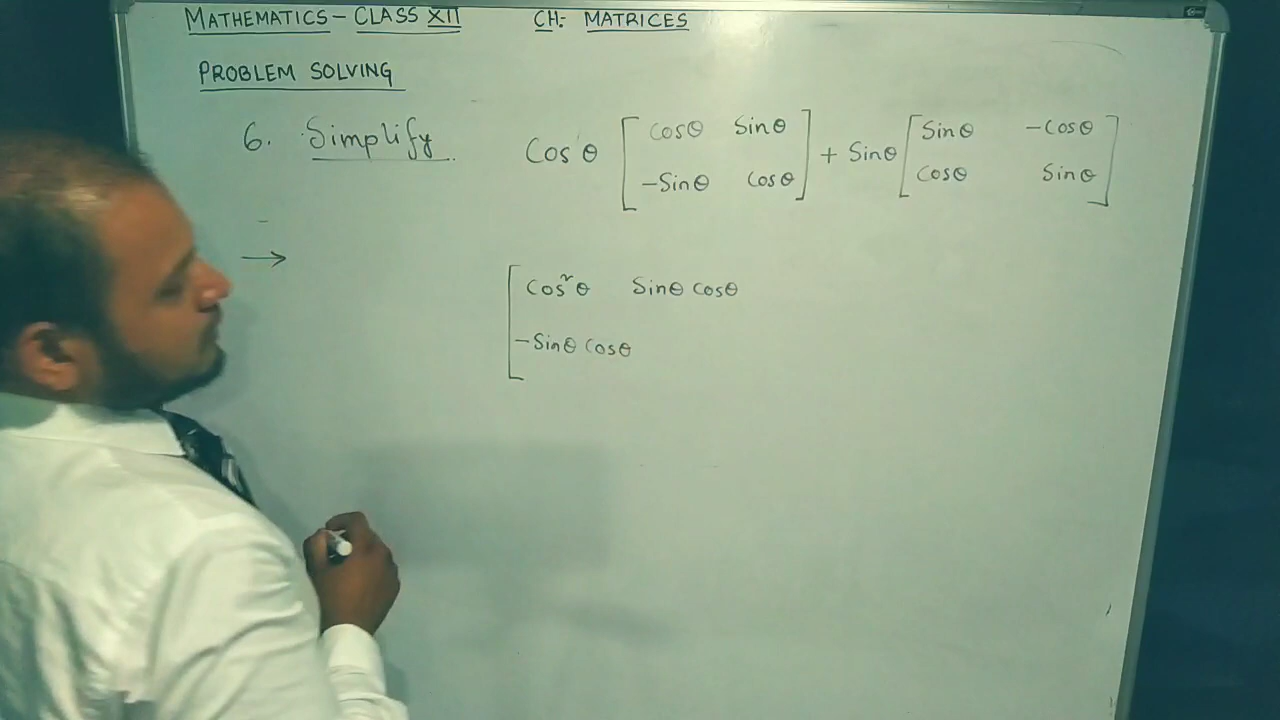 MATHEMATICS – CLASS XII CH: MATRICES
PROBLEM SOLVING
6. Simplify Cos θ [ cosθ Sinθ + Sinθ [ Sinθ -cosθ
-Sinθ cosθ ] cosθ Sinθ ]
→ [ Cos²θ Sinθ cosθ
-Sinθ cosθ